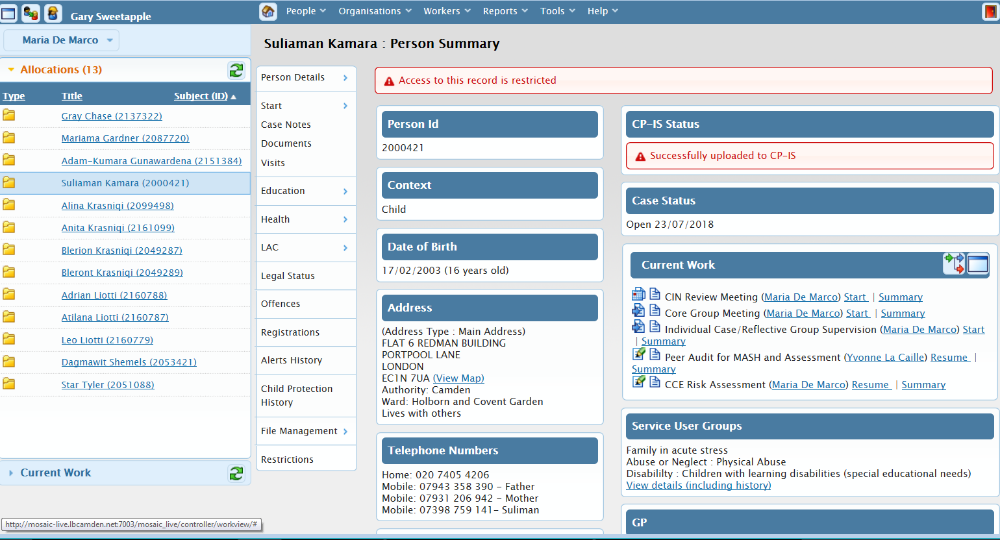 Gary Sweetapple
People
Organisations
Workers
Reports
Tools
Help
Maria De Marco
Allocations (13)
Type Title Subject (ID)
Gray Chase (2137322)
Mariama Gardner (2087720)
Adam-Kumara Gunawardena (2151384)
Suliaman Kamara (2000421)
Alina Krasniqi (2099498)
Anita Krasniqi (2161099)
Blerion Krasniqi (2049287)
Bleront Krasniqi (2049289)
Adrian Liotti (2160788)
Atilana Liotti (2160787)
Leo Liotti (2160779)
Dagmawit Shemels (2053421)
Star Tyler (2051088)
Current Work
http://mosaic-live.lbcamden.net:7003/mosaic_live/controller/workview/#
Suliaman Kamara : Person Summary
Person Details
Start
Case Notes
Documents
Visits
Education
Health
LAC
Legal Status
Offences
Registrations
Alerts History
Child Protection
History
File Management
Restrictions
Access to this record is restricted
Person Id
2000421
Context
Child
Date of Birth
17/02/2003 (16 years old)
Address
(Address Type : Main Address)
FLAT 6 REDMAN BUILDING
PORTPOOL LANE
LONDON
EC1N 7UA (View Map)
Authority: Camden
Ward: Holborn and Covent Garden
Lives with others
Telephone Numbers
Home: 020 7405 4206
Mobile: 07943 358 390 - Father
Mobile: 07931 206 942 - Mother
Mobile: 07398 759 141- Suliman
CP-IS Status
Successfully uploaded to CP-IS
Case Status
Open 23/07/2018
Current Work
CIN Review Meeting (Maria De Marco) Start | Summary
Core Group Meeting (Maria De Marco) Start | Summary
Individual Case/Reflective Group Supervision (Maria De Marco) Start
| Summary
Peer Audit for MASH and Assessment (Yvonne La Caille) Resume |
Summary
CCE Risk Assessment (Maria De Marco) Resume | Summary
Service User Groups
Family in acute stress
Abuse or Neglect : Physical Abuse
Disabililty : Children with learning disabilities (special educational needs)
View details (including history)
GP